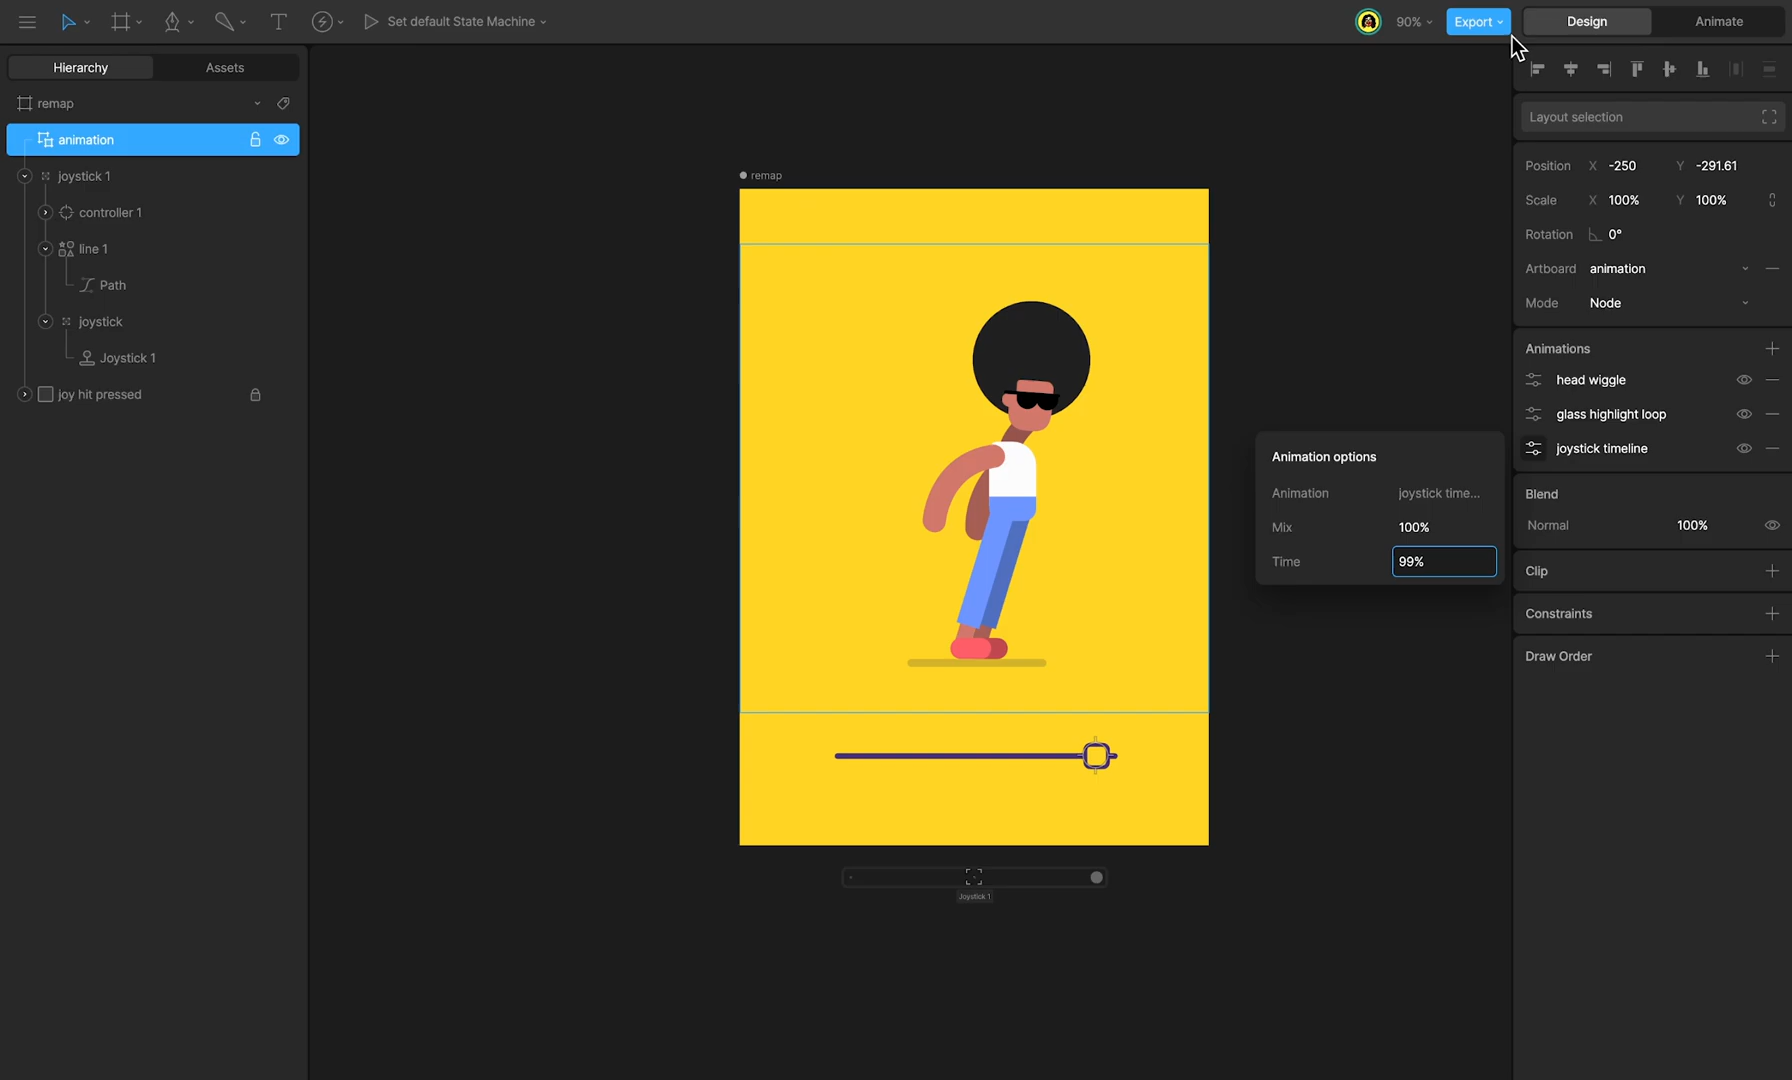 Set default State Machine
90%
Export
Design
Animate
Hierarchy
Assets
remap
animation
joystick 1
controller 1
line 1
Path
joystick
Joystick 1
joy hit pressed
remap
Joystick 1
Animation options
Animation joystick time...
Mix 100%
Time 99%
Layout selection
Position X -250 Y -291.61
Scale X 100% Y 100%
Rotation 0°
Artboard animation
Mode Node
Animations
head wiggle
glass highlight loop
joystick timeline
Blend
Normal 100%
Clip
Constraints
Draw Order